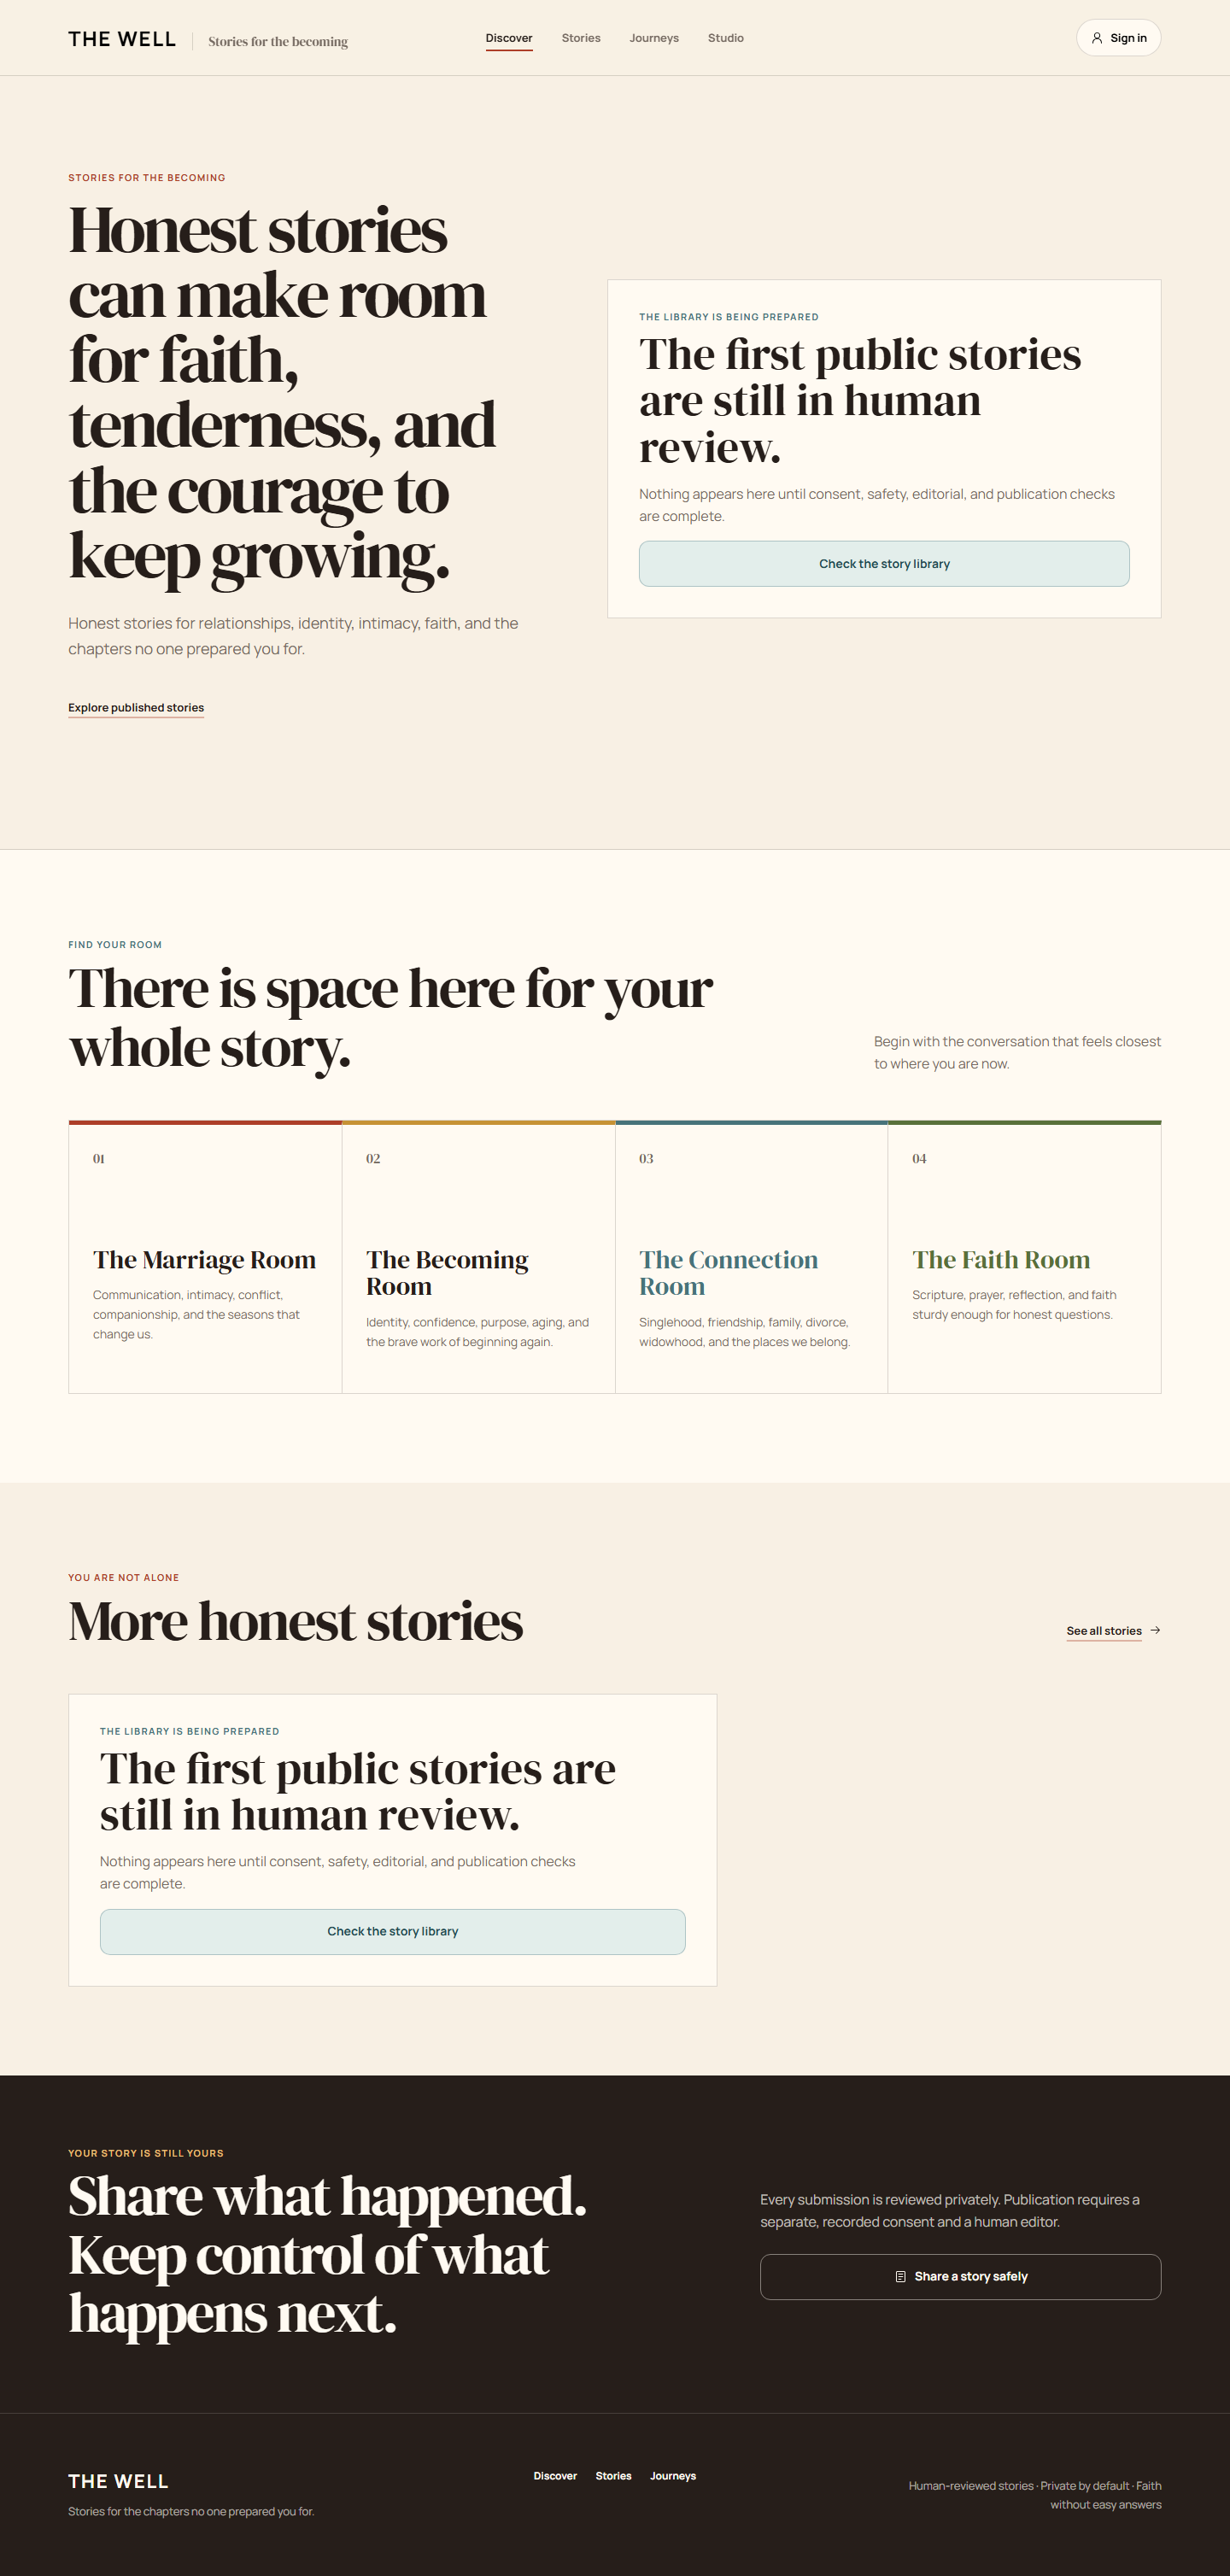 THE WELL
Stories for the becoming
Discover
Stories
Journeys
Studio
Sign in
STORIES FOR THE BECOMING
Honest stories
can make room
for faith,
tenderness, and
the courage to
keep growing.
Honest stories for relationships, identity, intimacy, faith, and the
chapters no one prepared you for.
Explore published stories
THE LIBRARY IS BEING PREPARED
The first public stories
are still in human
review.
Nothing appears here until consent, safety, editorial, and publication checks
are complete.
Check the story library
FIND YOUR ROOM
There is space here for your
whole story.
Begin with the conversation that feels closest
to where you are now.
01
The Marriage Room
Communication, intimacy, conflict,
companionship, and the seasons that
change us.
02
The Becoming
Room
Identity, confidence, purpose, aging, and
the brave work of beginning again.
03
The Connection
Room
Singlehood, friendship, family, divorce,
widowhood, and the places we belong.
04
The Faith Room
Scripture, prayer, reflection, and faith
sturdy enough for honest questions.
YOU ARE NOT ALONE
More honest stories
See all stories →
THE LIBRARY IS BEING PREPARED
The first public stories are
still in human review.
Nothing appears here until consent, safety, editorial, and publication checks
are complete.
Check the story library
YOUR STORY IS STILL YOURS
Share what happened.
Keep control of what
happens next.
Every submission is reviewed privately. Publication requires a
separate, recorded consent and a human editor.
Share a story safely
THE WELL
Stories for the chapters no one prepared you for.
Discover
Stories
Journeys
Human-reviewed stories · Private by default · Faith
without easy answers